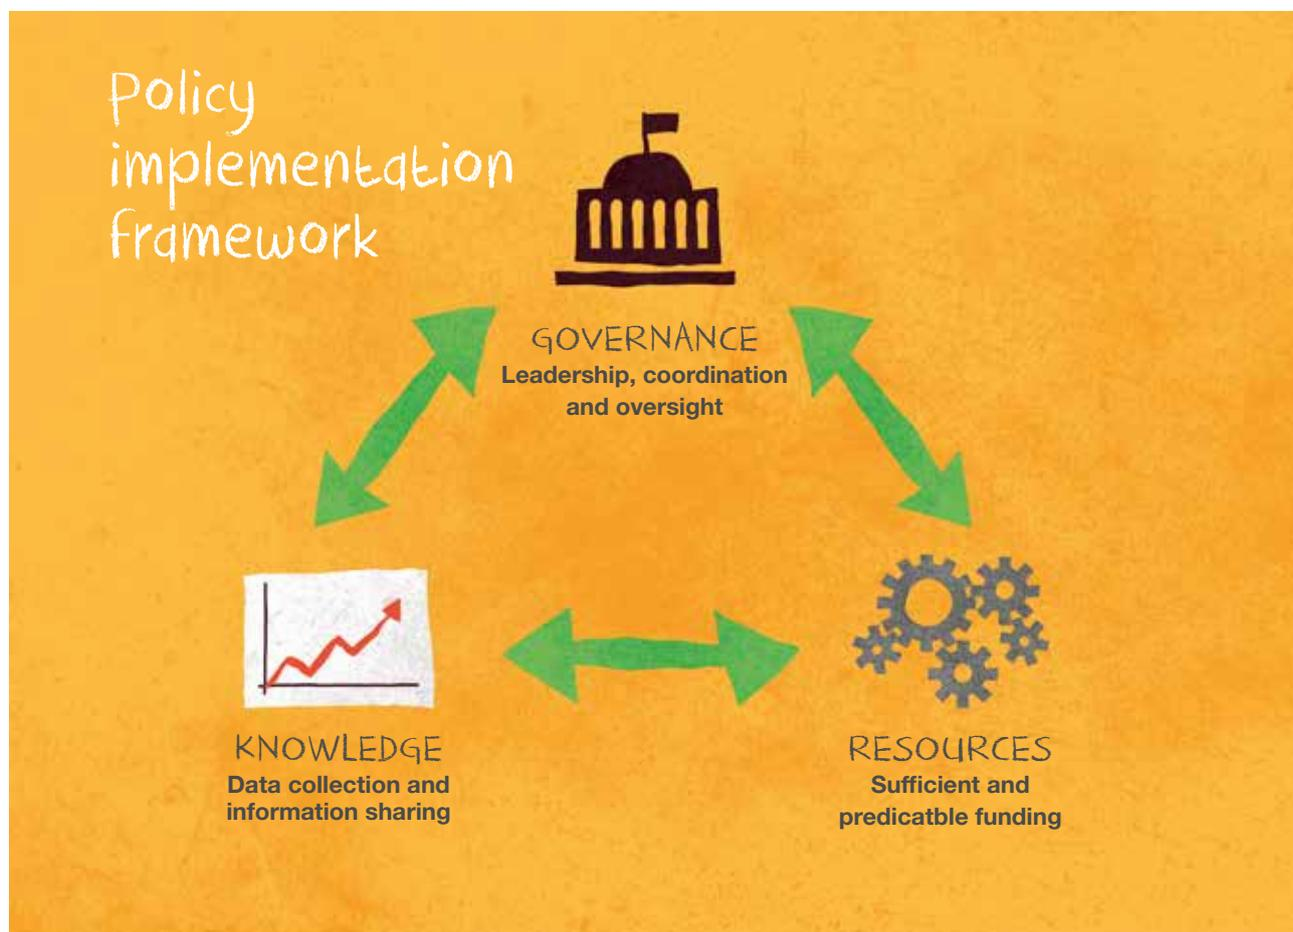 Policy
implementation
framework
GOVERNANCE
Leadership, coordination
and oversight
KNOWLEDGE
Data collection and
information sharing
RESOURCES
Sufficient and
predicatble funding